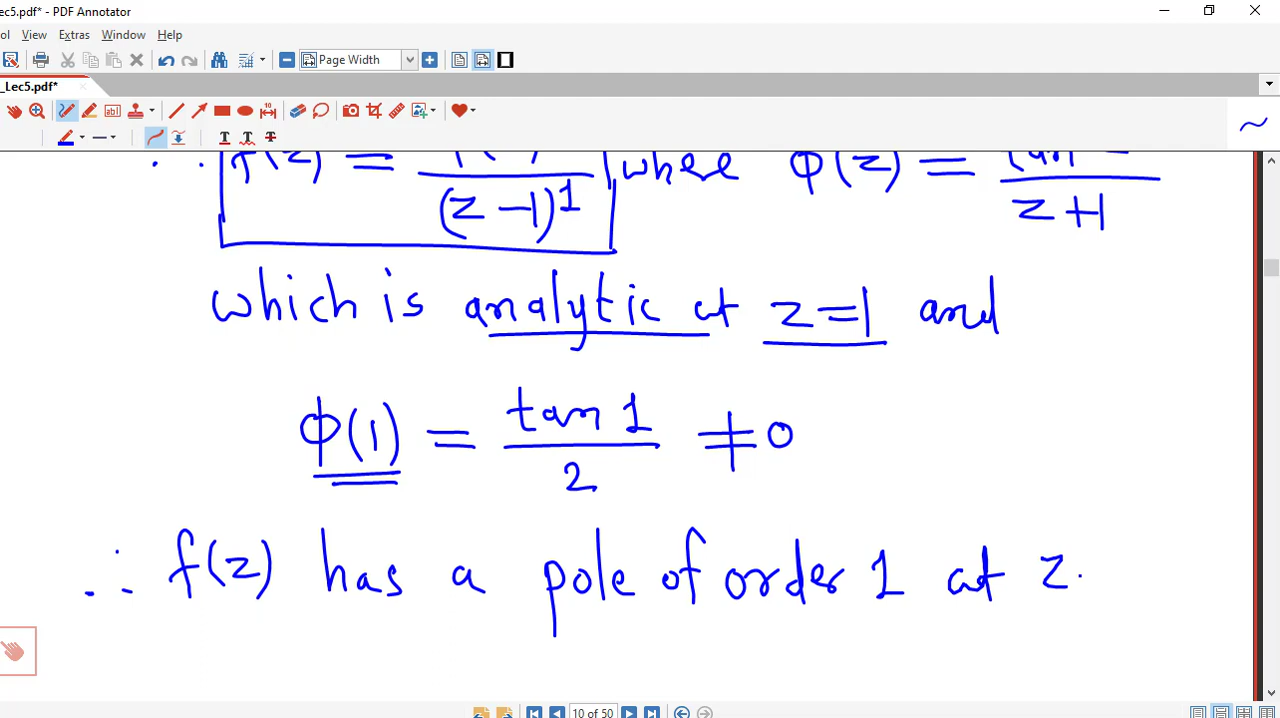 ec5.pdf* - PDF Annotator
ol View Extras Window Help
Page Width
_Lec5.pdf*
∴ f(z) = / (z-1)^1 where φ(z) = tan z / z+1
which is analytic at z=1 and
φ(1) = tan 1 / 2 ≠ 0
∴ f(z) has a pole of order 1 at z
10 of 50